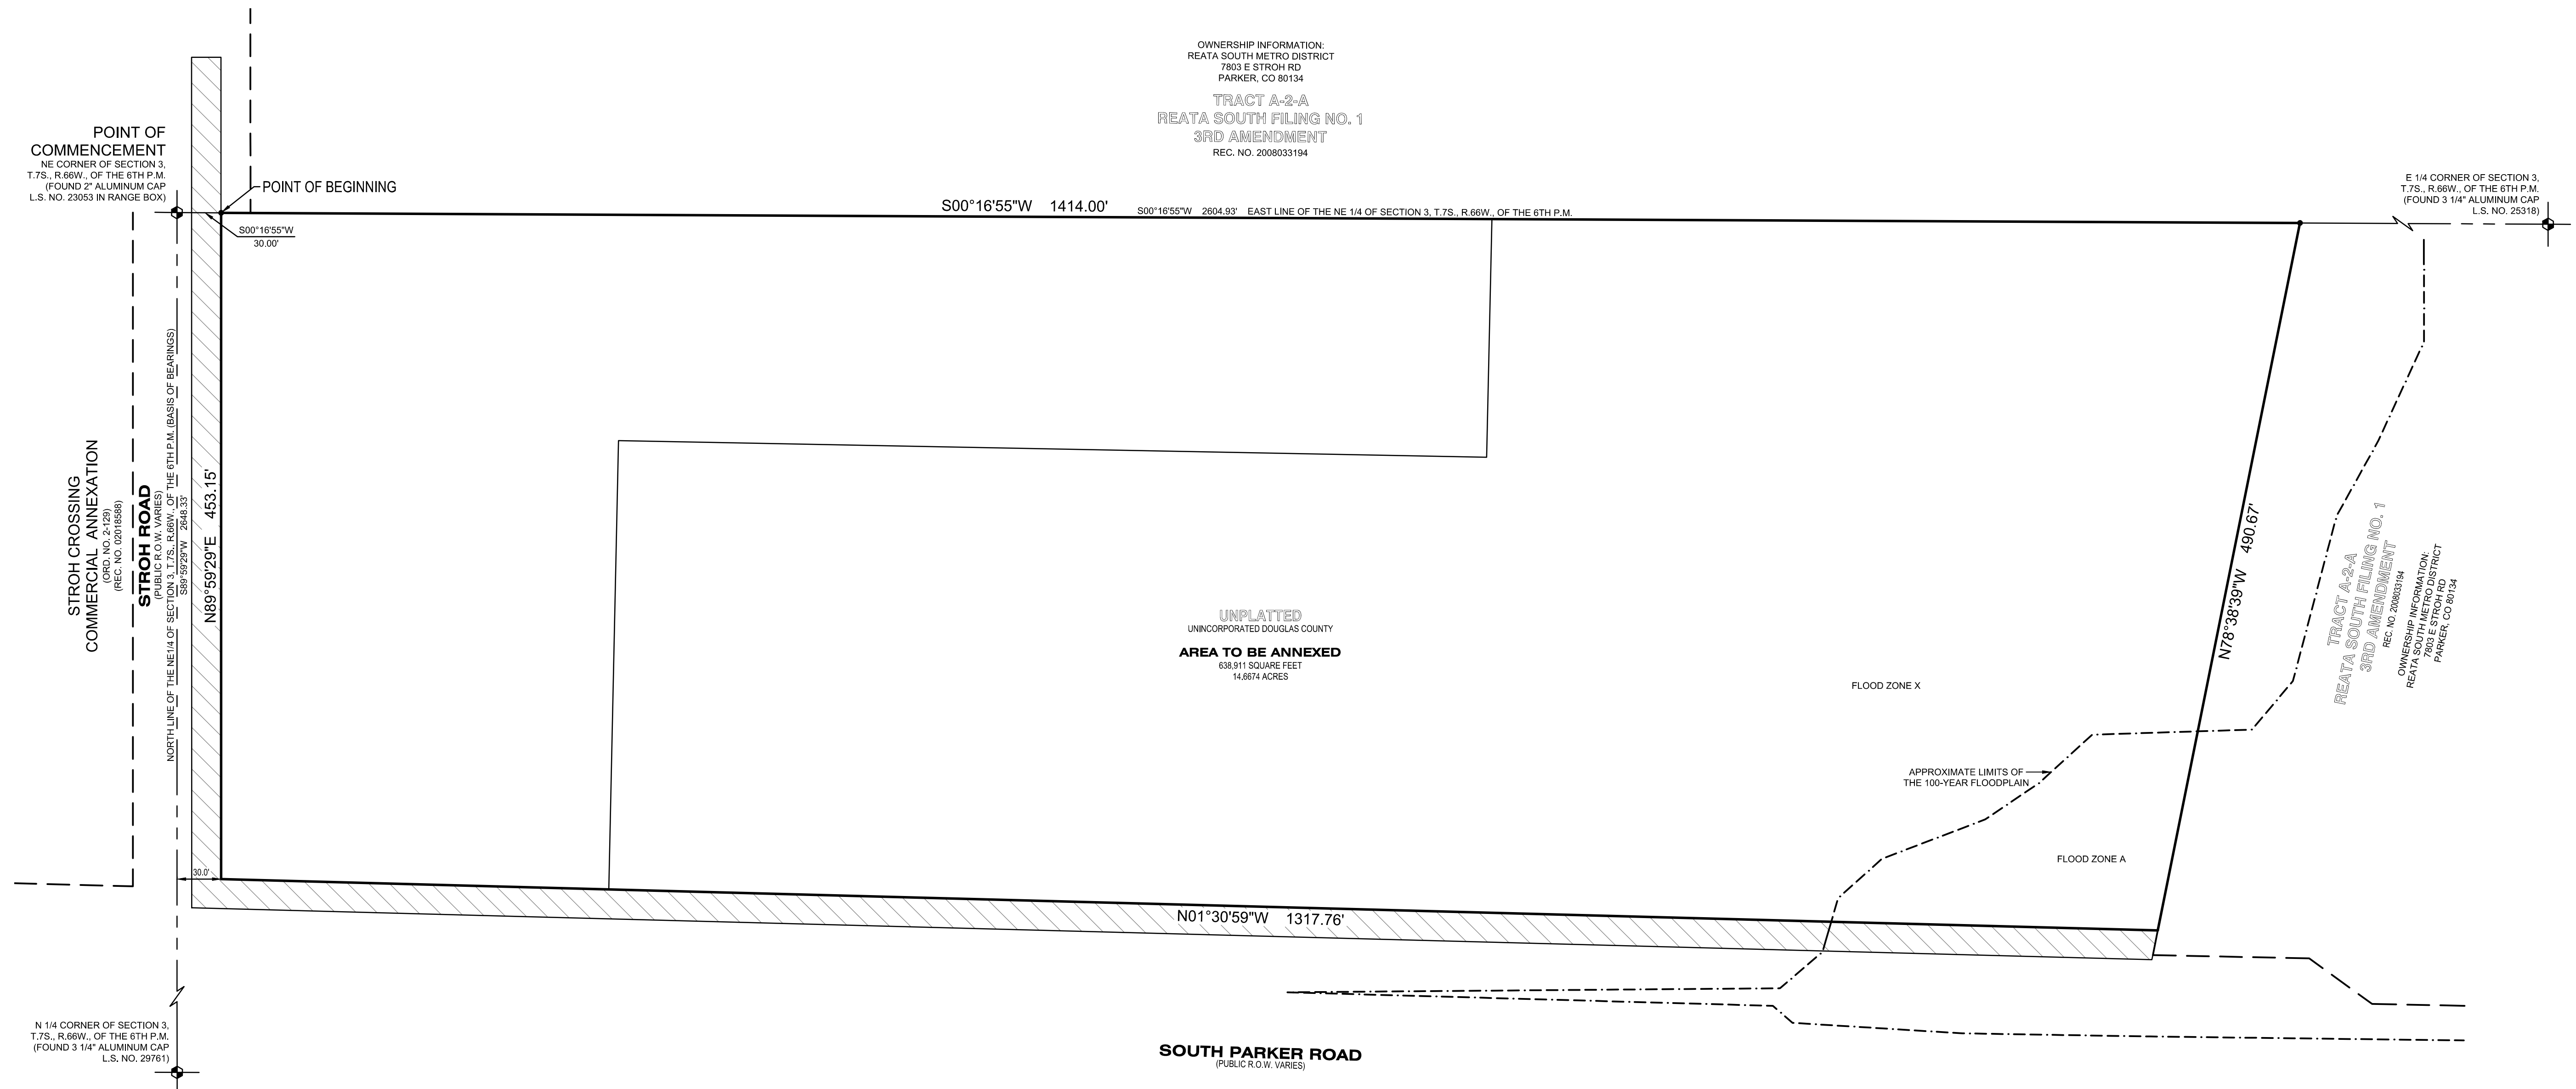 OWNERSHIP INFORMATION:
REATA SOUTH METRO DISTRICT
7803 E STROH RD
PARKER, CO 80134
TRACT A-2-A
REATA SOUTH FILING NO. 1
3RD AMENDMENT
REC. NO. 2008033194
POINT OF
COMMENCEMENT
NE CORNER OF SECTION 3,
T.7S., R.66W., OF THE 6TH P.M.
(FOUND 2" ALUMINUM CAP
L.S. NO. 23053 IN RANGE BOX)
POINT OF BEGINNING
S00°16'55"W
30.00'
S00°16'55"W 1414.00'
S00°16'55"W 2604.93' EAST LINE OF THE NE 1/4 OF SECTION 3, T.7S., R.66W., OF THE 6TH P.M.
E 1/4 CORNER OF SECTION 3,
T.7S., R.66W., OF THE 6TH P.M.
(FOUND 3 1/4" ALUMINUM CAP
L.S. NO. 25318)
STROH CROSSING
COMMERCIAL ANNEXATION
(ORD. NO. 2-129)
(REC. NO. 02018588)
STROH ROAD
(PUBLIC R.O.W. VARIES)
NORTH LINE OF THE NE1/4 OF SECTION 3, T.7S., R.66W., OF THE 6TH P.M. (BASIS OF BEARINGS)
S89°59'29"W 2648.33'
N89°59'29"E 453.15'
UNPLATTED
UNINCORPORATED DOUGLAS COUNTY
AREA TO BE ANNEXED
638,911 SQUARE FEET
14.6674 ACRES
FLOOD ZONE X
APPROXIMATE LIMITS OF
THE 100-YEAR FLOODPLAIN
FLOOD ZONE A
N78°38'39"W 490.67'
TRACT A-2-A
REATA SOUTH FILING NO. 1
3RD AMENDMENT
REC. NO. 2008033194
OWNERSHIP INFORMATION:
REATA SOUTH METRO DISTRICT
7803 E STROH RD
PARKER, CO 80134
30.0'
N01°30'59"W 1317.76'
N 1/4 CORNER OF SECTION 3,
T.7S., R.66W., OF THE 6TH P.M.
(FOUND 3 1/4" ALUMINUM CAP
L.S. NO. 29761)
SOUTH PARKER ROAD
(PUBLIC R.O.W. VARIES)